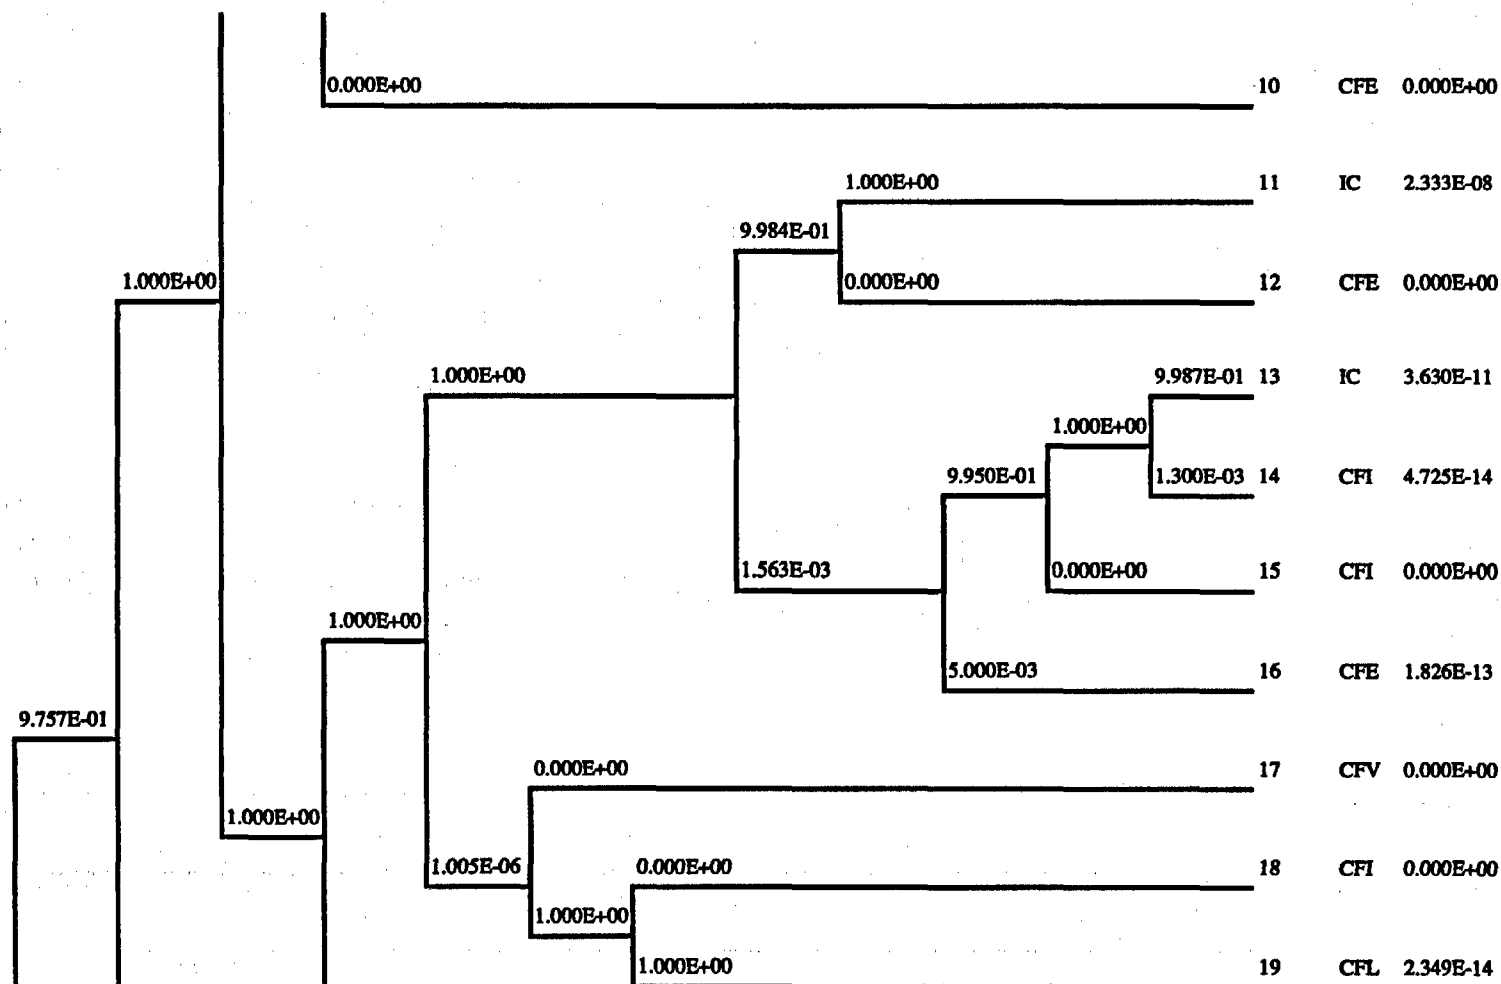 0.000E+00 10 CFE 0.000E+00
1.000E+00 11 IC 2.333E-08
9.984E-01
1.000E+00 0.000E+00 12 CFE 0.000E+00
1.000E+00 9.987E-01 13 IC 3.630E-11
1.000E+00
9.950E-01 1.300E-03 14 CFI 4.725E-14
1.563E-03 0.000E+00 15 CFI 0.000E+00
1.000E+00
5.000E-03 16 CFE 1.826E-13
9.757E-01
0.000E+00 17 CFV 0.000E+00
1.000E+00
1.005E-06 0.000E+00 18 CFI 0.000E+00
1.000E+00
1.000E+00 19 CFL 2.349E-14